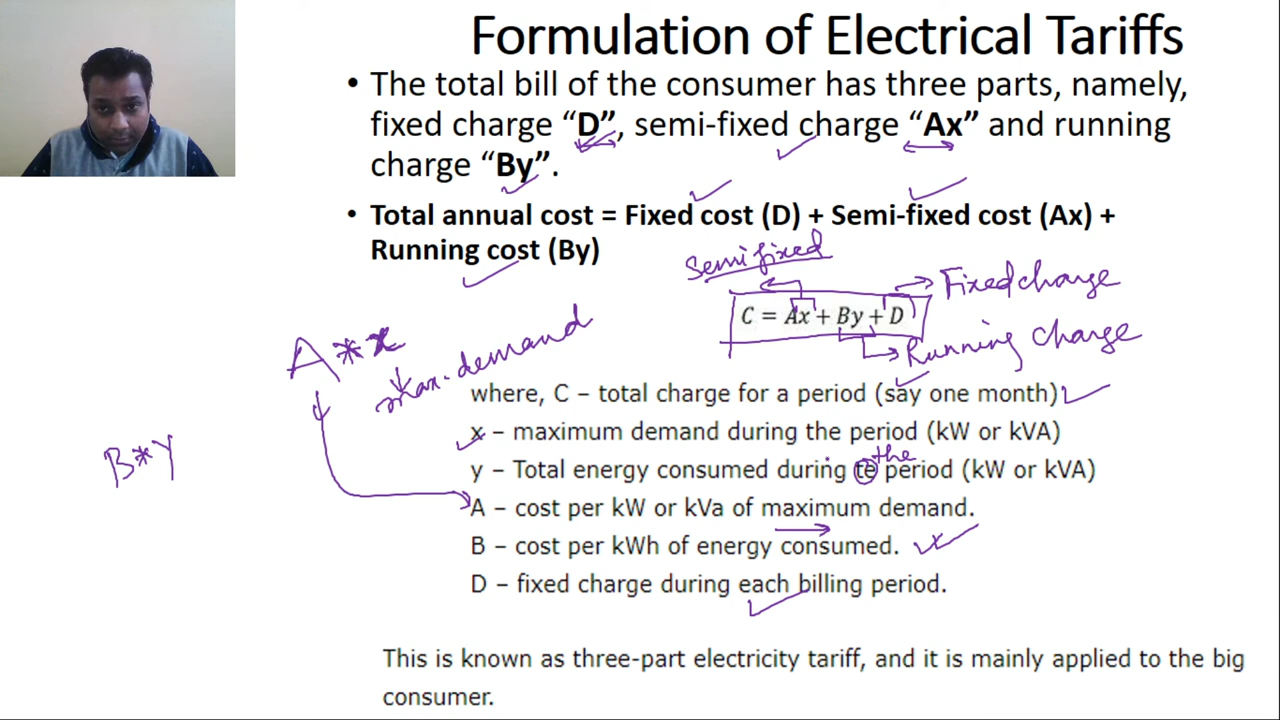 Formulation of Electrical Tariffs
• The total bill of the consumer has three parts, namely,
fixed charge “D”, semi-fixed charge “Ax” and running
charge “By”.
• Total annual cost = Fixed cost (D) + Semi-fixed cost (Ax) +
Running cost (By)
Semi fixed
Fixed charge
C = Ax + By + D
Running charge
A * x
max. demand
B * Y
where, C – total charge for a period (say one month)
x – maximum demand during the period (kW or kVA)
the
y – Total energy consumed during te period (kW or kVA)
A – cost per kW or kVa of maximum demand.
B – cost per kWh of energy consumed.
D – fixed charge during each billing period.
This is known as three-part electricity tariff, and it is mainly applied to the big
consumer.